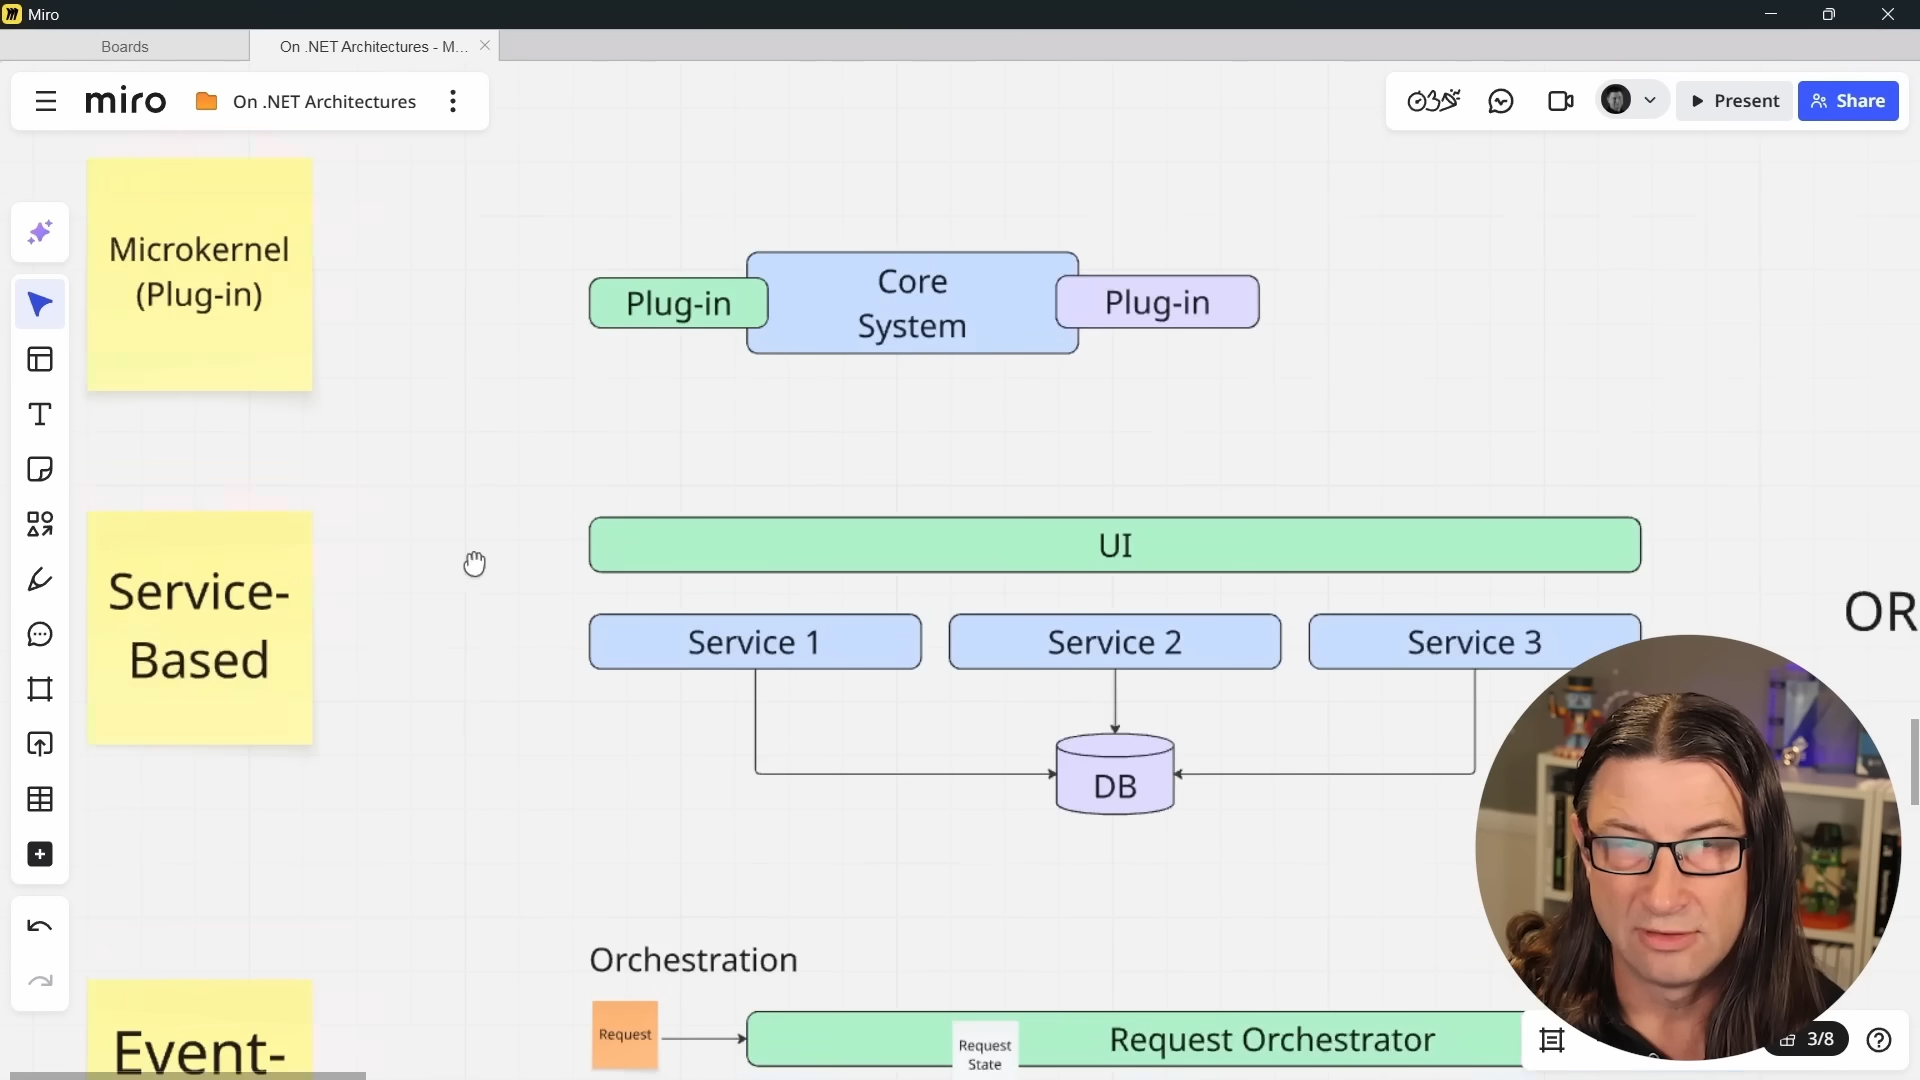 Miro
Boards
On .NET Architectures - M...
miro
On .NET Architectures
Present
Share
Microkernel
(Plug-in)
Plug-in
Core
System
Plug-in
Service-
Based
UI
OR
Service 1
Service 2
Service 3
DB
Orchestration
Event-
Request
Request
State
Request Orchestrator
3/8